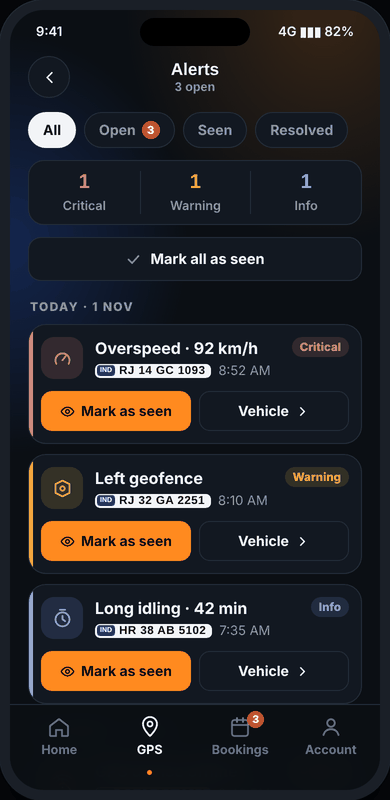 9:41 4G 82%
Alerts
3 open
All Open 3 Seen Resolved
1 1 1
Critical Warning Info
Mark all as seen
TODAY · 1 NOV
Overspeed · 92 km/h Critical
IND RJ 14 GC 1093 8:52 AM
Mark as seen Vehicle
Left geofence Warning
IND RJ 32 GA 2251 8:10 AM
Mark as seen Vehicle
Long idling · 42 min Info
IND HR 38 AB 5102 7:35 AM
Mark as seen Vehicle
3
Home GPS Bookings Account